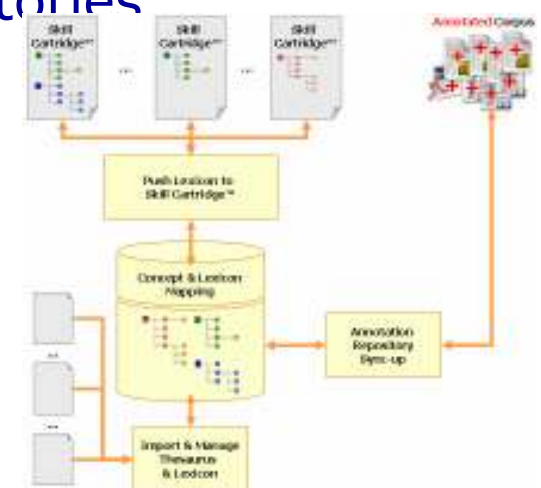 tories
Skill
Cartridge™
...
Skill
Cartridge™
...
Skill
Cartridge™
Annotated Corpus
Push Lexicon to
Skill Cartridge™
Concept & Lexicon
Mapping
Annotation
Repository
Sync-up
...
...
Import & Manage
Thesaurus
& Lexicon